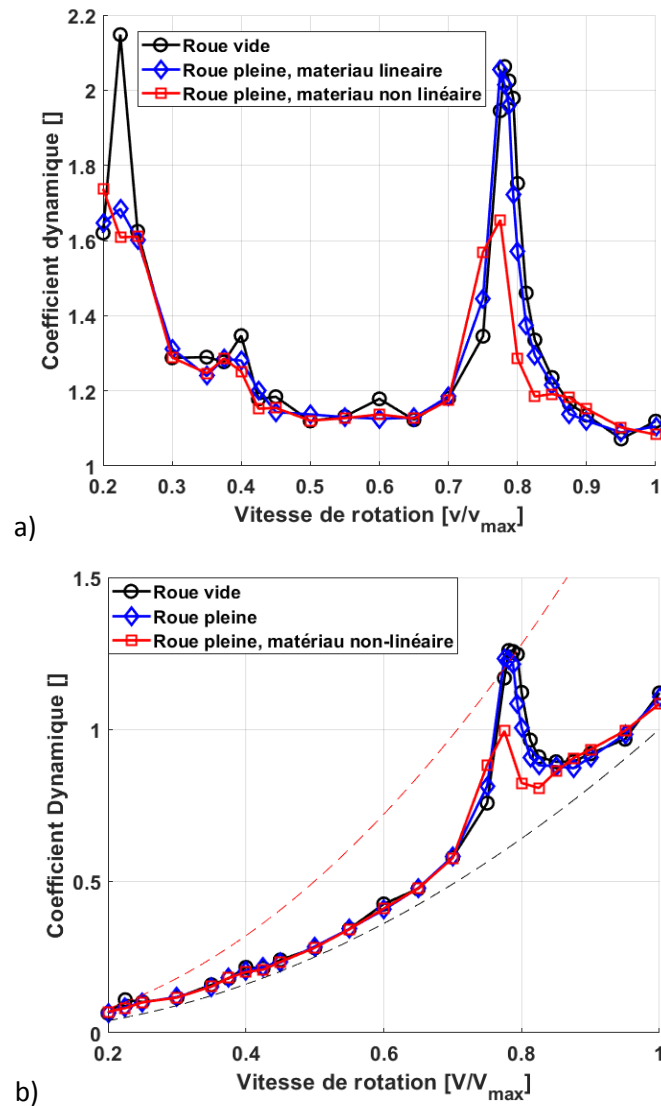 2.2
2
1.8
1.6
1.4
1.2
1
Coefficient dynamique []
Roue vide
Roue pleine, materiau lineaire
Roue pleine, materiau non linéaire
0.2 0.3 0.4 0.5 0.6 0.7 0.8 0.9 1
Vitesse de rotation [v/v_max]
a)
1.5
1
0.5
0
Coefficient Dynamique []
Roue vide
Roue pleine
Roue pleine, matériau non-linéaire
0.2 0.4 0.6 0.8 1
Vitesse de rotation [V/V_max]
b)